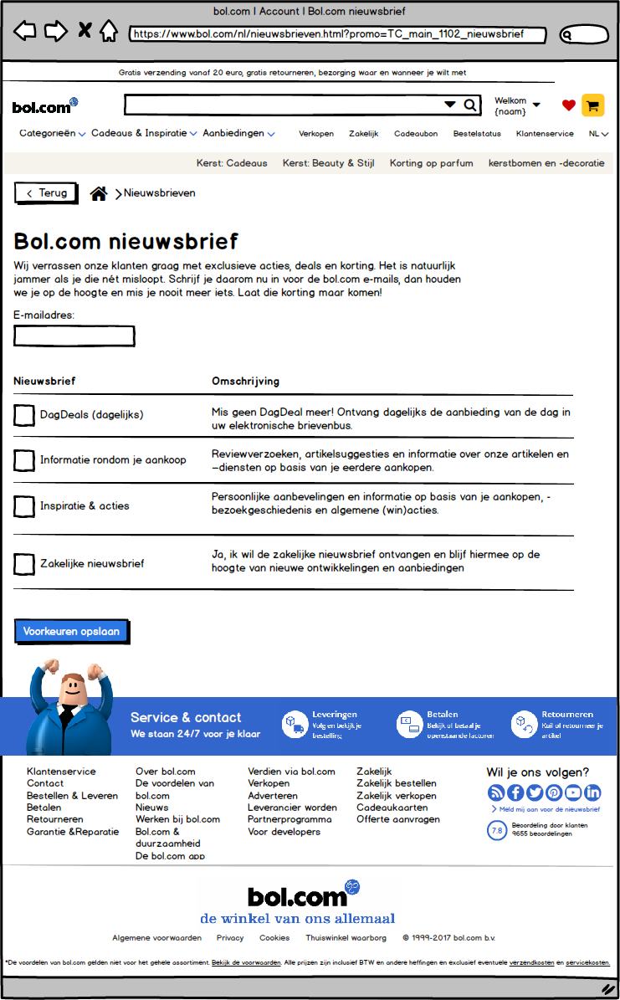 bol.com | Account | Bol.com nieuwsbrief
https://www.bol.com/nl/nieuwsbrieven.html?promo=TC_main_1102_nieuwsbrief
Gratis verzending vanaf 20 euro, gratis retourneren, bezorging waar en wanneer je wilt met
bol.com
Welkom
{naam}
Categorieën Cadeaus & Inspiratie Aanbiedingen Verkopen Zakelijk Cadeaubon Bestelstatus Klantenservice NL
Kerst: Cadeaus Kerst: Beauty & Stijl Korting op parfum kerstbomen en -decoratie
< Terug Nieuwsbrieven
Bol.com nieuwsbrief
Wij verrassen onze klanten graag met exclusieve acties, deals en korting. Het is natuurlijk
jammer als je die nét misloopt. Schrijf je daarom nu in voor de bol.com e-mails, dan houden
we je op de hoogte en mis je nooit meer iets. Laat die korting maar komen!
E-mailadres:
Nieuwsbrief Omschrijving
DagDeals (dagelijks)
Mis geen DagDeal meer! Ontvang dagelijks de aanbieding van de dag in
uw elektronische brievenbus.
Informatie rondom je aankoop
Reviewverzoeken, artikelsuggesties en informatie over onze artikelen en
–diensten op basis van je eerdere aankopen.
Inspiratie & acties
Persoonlijke aanbevelingen en informatie op basis van je aankopen, -
bezoekgeschiedenis en algemene (win)acties.
Zakelijke nieuwsbrief
Ja, ik wil de zakelijke nieuwsbrief ontvangen en blijf hiermee op de
hoogte van nieuwe ontwikkelingen en aanbiedingen
Voorkeuren opslaan
Service & contact
We staan 24/7 voor je klaar
Leveringen
Volg en bekijk je
bestelling
Betalen
Bekijk of betaal je
openstaande facturen
Retourneren
Ruil of retourneer je
artikel
Klantenservice
Contact
Bestellen & Leveren
Betalen
Retourneren
Garantie &Reparatie
Over bol.com
De voordelen van
bol.com
Nieuws
Werken bij bol.com
Bol.com &
duurzaamheid
De bol.com app
Verdien via bol.com
Verkopen
Adverteren
Leverancier worden
Partnerprogramma
Voor developers
Zakelijk
Zakelijk bestellen
Zakelijk verkopen
Cadeaukaarten
Offerte aanvragen
Wil je ons volgen?
Meld mij aan voor de nieuwsbrief
7.8
Beoordeling door klanten
9655 beoordelingen
bol.com
de winkel van ons allemaal
Algemene voorwaarden Privacy Cookies Thuiswinkel waarborg © 1999-2017 bol.com b.v.
*De voordelen van bol.com gelden niet voor het gehele assortiment. Bekijk de voorwaarden. Alle prijzen zijn inclusief BTW en andere heffingen en exclusief eventuele verzendkosten en servicekosten.